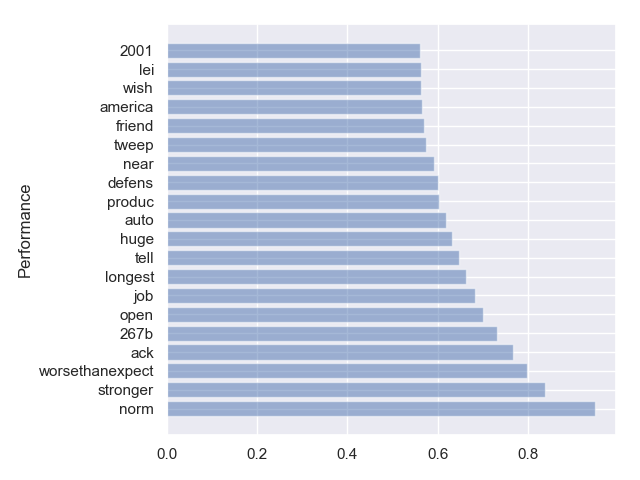 2001
lei
wish
america
friend
tweep
near
defens
produc
auto
huge
tell
longest
job
open
267b
ack
worsethanexpect
stronger
norm
Performance
0.0 0.2 0.4 0.6 0.8